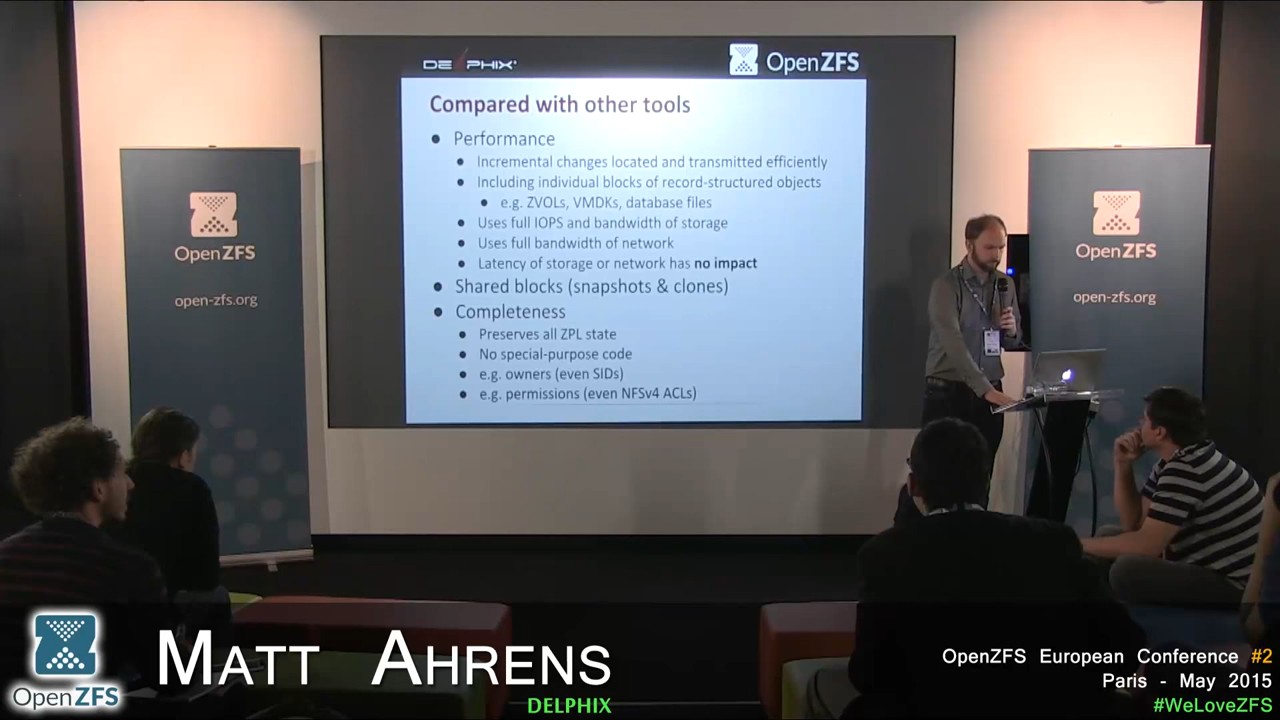 DELPHIX
OpenZFS
Compared with other tools
● Performance
● Incremental changes located and transmitted efficiently
● Including individual blocks of record-structured objects
● e.g. ZVOLs, VMDKs, database files
● Uses full IOPS and bandwidth of storage
● Uses full bandwidth of network
● Latency of storage or network has no impact
● Shared blocks (snapshots & clones)
● Completeness
● Preserves all ZPL state
● No special-purpose code
● e.g. owners (even SIDs)
● e.g. permissions (even NFSv4 ACLs)
OpenZFS
open-zfs.org
OpenZFS
open-zfs.org
OpenZFS
MATT AHRENS
DELPHIX
OpenZFS European Conference #2
Paris - May 2015
#WeLoveZFS